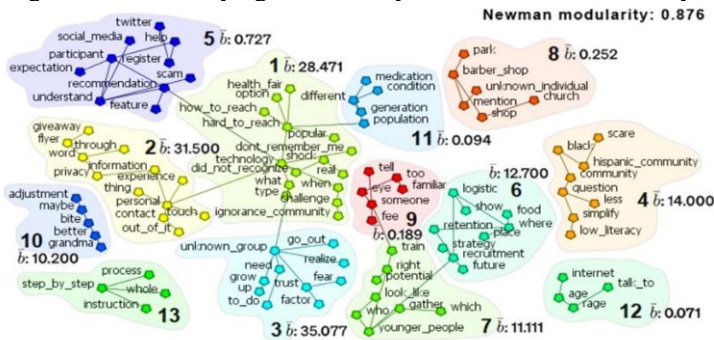 Newman modularity: 0.876
twitter
social_media
help
participant
register
expectation
scam
recommendation
understand
feature
5 b̄: 0.727
1 b̄: 28.471
health_fair
option
different
how_to_reach
hard_to_reach
popular
dont_remember_me
technology
shock
did_not_recognize
real
what
when
type
challenge
ignorance_community
medication
condition
generation
population
11 b̄: 0.094
park
8 b̄: 0.252
barber_shop
unknown_individual
mention
church
shop
giveaway
flyer
through
2 b̄: 31.500
word
information
privacy
experience
thing
personal
contact
touch
out_of_it
scare
black
hispanic_community
community
question
less
4 b̄: 14.000
simplify
low_literacy
tell
too
eye
familiar
someone
fee
9
b̄: 0.189
b̄: 12.700
logistic
6
show
food
retention
where
place
strategy
recruitment
future
adjustment
maybe
bite
better
10
grandma
b̄: 10.200
unknown_group
go_out
need
realize
grow
trust
fear
up
to_do
factor
3 b̄: 35.077
train
right
potential
look_like
who
gather
which
younger_people
7 b̄: 11.111
process
step_by_step
whole
instruction
13
internet
talk_to
age
rage
12 b̄: 0.071